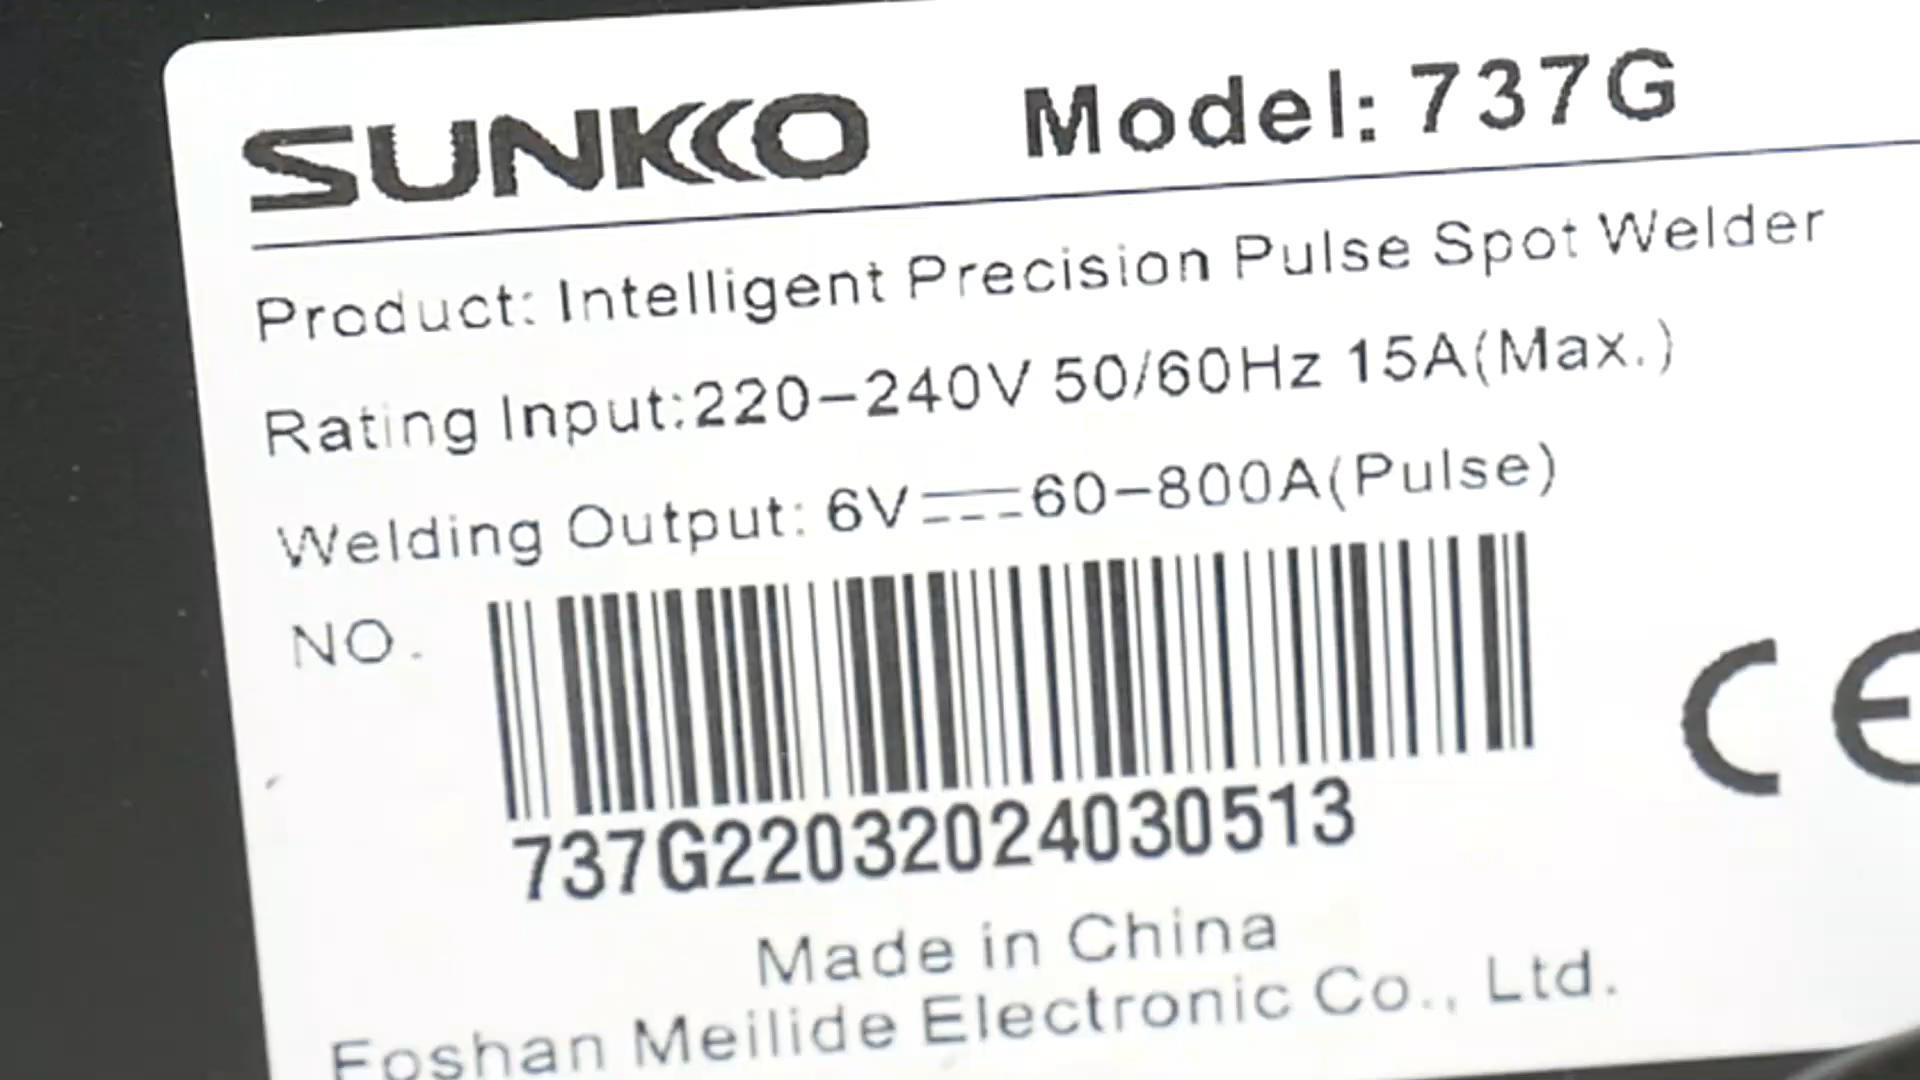 SUNKKO Model: 737G
Product: Intelligent Precision Pulse Spot Welder
Rating Input:220-240V 50/60Hz 15A(Max.)
Welding Output: 6V⎓60-800A(Pulse)
NO.
737G22032024030513
CE
Made in China
Foshan Meilide Electronic Co., Ltd.